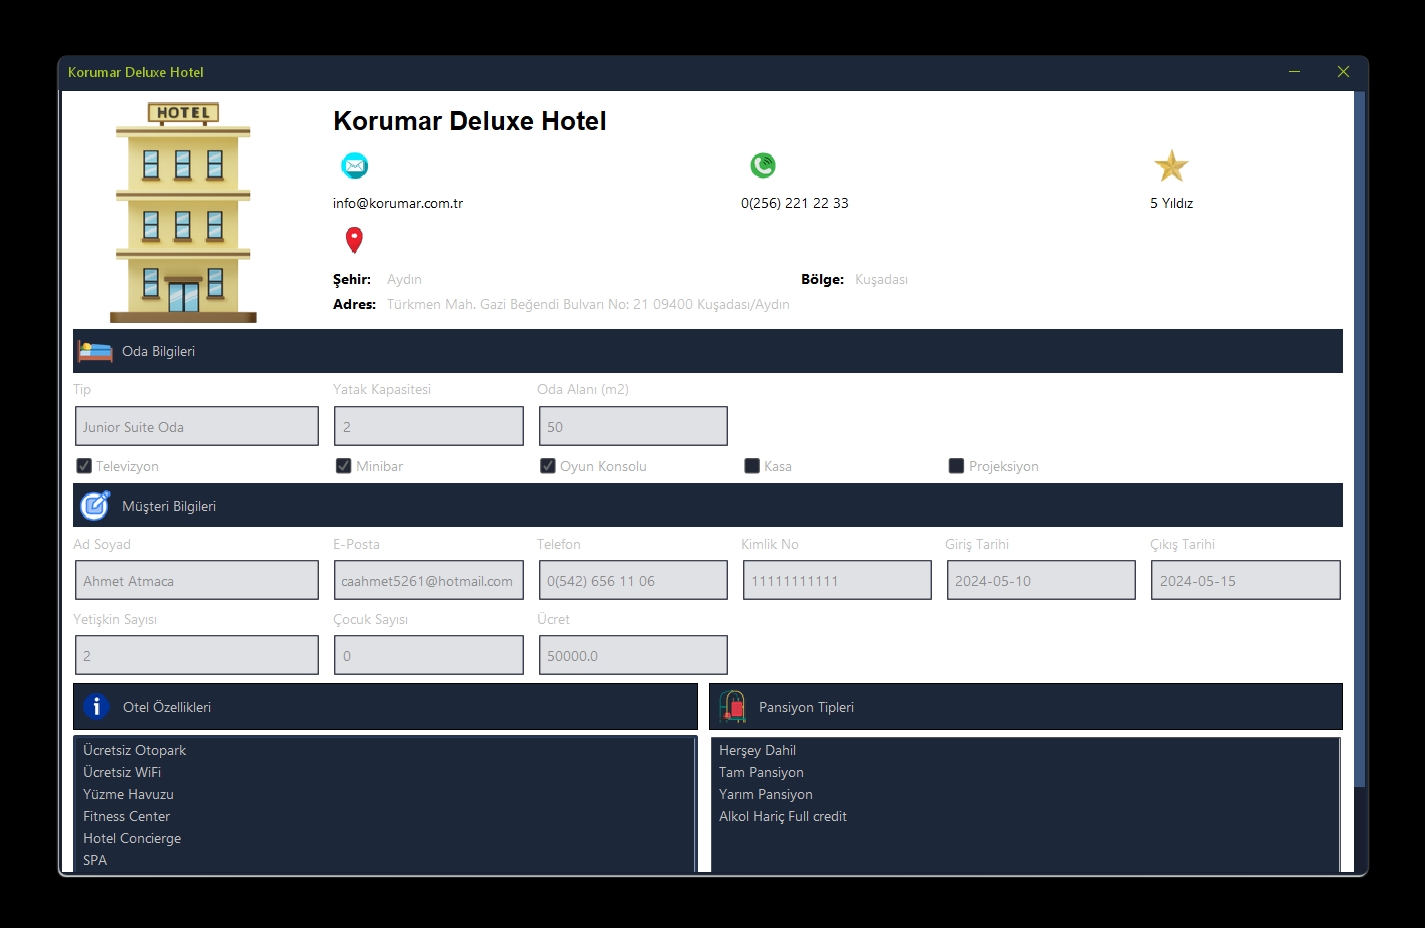 Korumar Deluxe Hotel
HOTEL
Korumar Deluxe Hotel
info@korumar.com.tr 0(256) 221 22 33 5 Yıldız
Şehir: Aydın Bölge: Kuşadası
Adres: Türkmen Mah. Gazi Beğendi Bulvarı No: 21 09400 Kuşadası/Aydın
Oda Bilgileri
Tip Yatak Kapasitesi Oda Alanı (m2)
Junior Suite Oda 2 50
Televizyon Minibar Oyun Konsolu Kasa Projeksiyon
Müşteri Bilgileri
Ad Soyad E-Posta Telefon Kimlik No Giriş Tarihi Çıkış Tarihi
Ahmet Atmaca caahmet5261@hotmail.com 0(542) 656 11 06 11111111111 2024-05-10 2024-05-15
Yetişkin Sayısı Çocuk Sayısı Ücret
2 0 50000.0
Otel Özellikleri
Ücretsiz Otopark
Ücretsiz WiFi
Yüzme Havuzu
Fitness Center
Hotel Concierge
SPA
Pansiyon Tipleri
Herşey Dahil
Tam Pansiyon
Yarım Pansiyon
Alkol Hariç Full credit